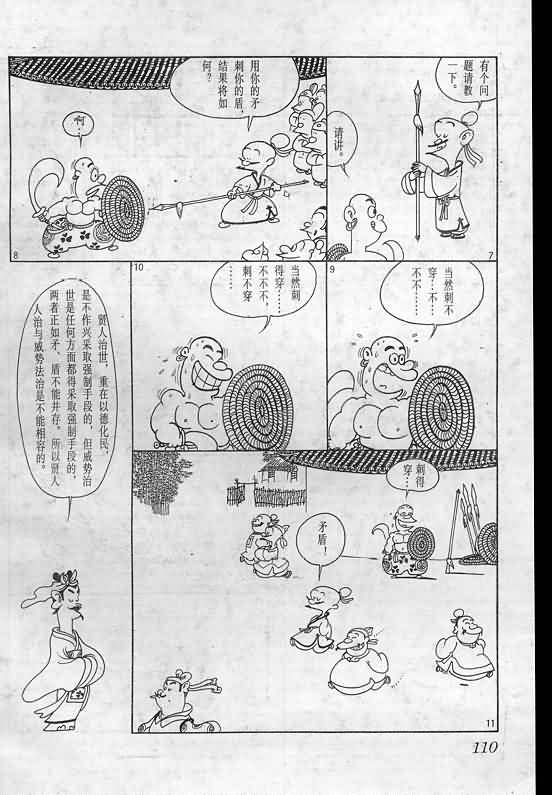 有个问
题请教
一下。
请讲。
7
用你的矛
刺你的盾，
结果将如
何？
啊…
8
当然刺不
穿…不…
不不……
9
当然刺
得穿……
不不不，
刺不穿
……
10
刺得
穿…
矛盾！
11
贤人治世，重在以德化民，
是不作兴采取强制手段的，但威势治
世是任何方面都得采取强制手段的，
两者正如矛、盾不能并存。所以贤人
人治与威势法治是不能相容的。
110